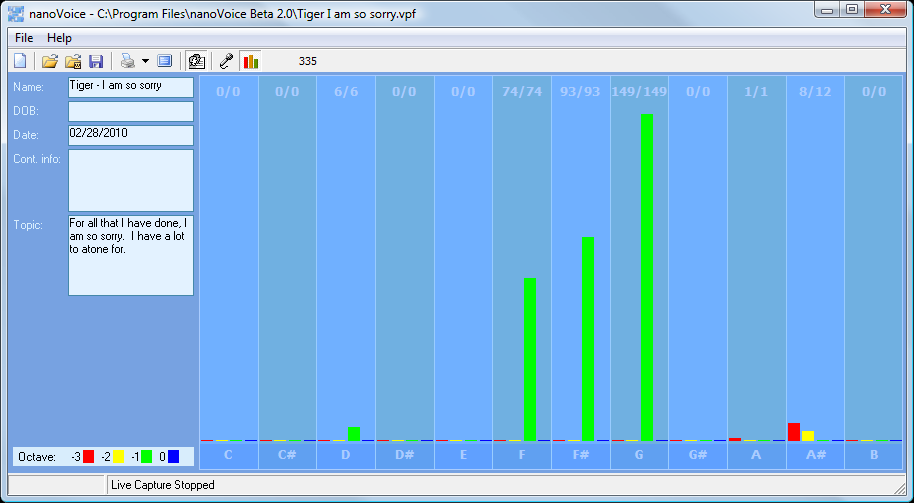 nanoVoice - C:\Program Files\nanoVoice Beta 2.0\Tiger I am so sorry.vpf
File Help
335
Name: Tiger - I am so sorry
DOB:
Date: 02/28/2010
Cont. info:
Topic: For all that I have done, I
am so sorry. I have a lot
to atone for.
0/0 0/0 6/6 0/0 0/0 74/74 93/93 149/149 0/0 1/1 8/12 0/0
C C# D D# E F F# G G# A A# B
Octave: -3 -2 -1 0
Live Capture Stopped